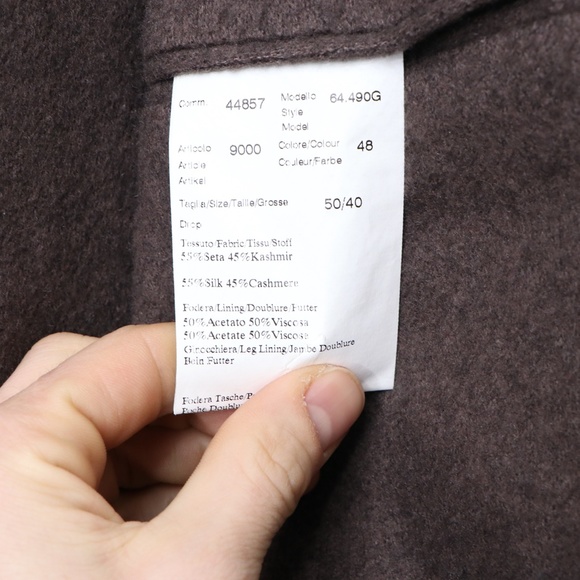 Comm. 44857 Modello 64.490G
Style
Model
Articolo 9000 Colore/Colour 48
Article Couleur/Farbe
Artikel
Taglia/Size/Taille/Grosse 50/40
Drop
Tessuto/Fabric/Tissu/Stoff
55%Seta 45%Kashmir
55%Silk 45%Cashmere
Fodera/Lining/Doublure/Futter
50%Acetato 50%Viscosa
50%Acetate 50%Viscose
Ginocchiera/Leg Lining/Jambe Doublure
Bein Futter
Fodera Tasche/
Poche